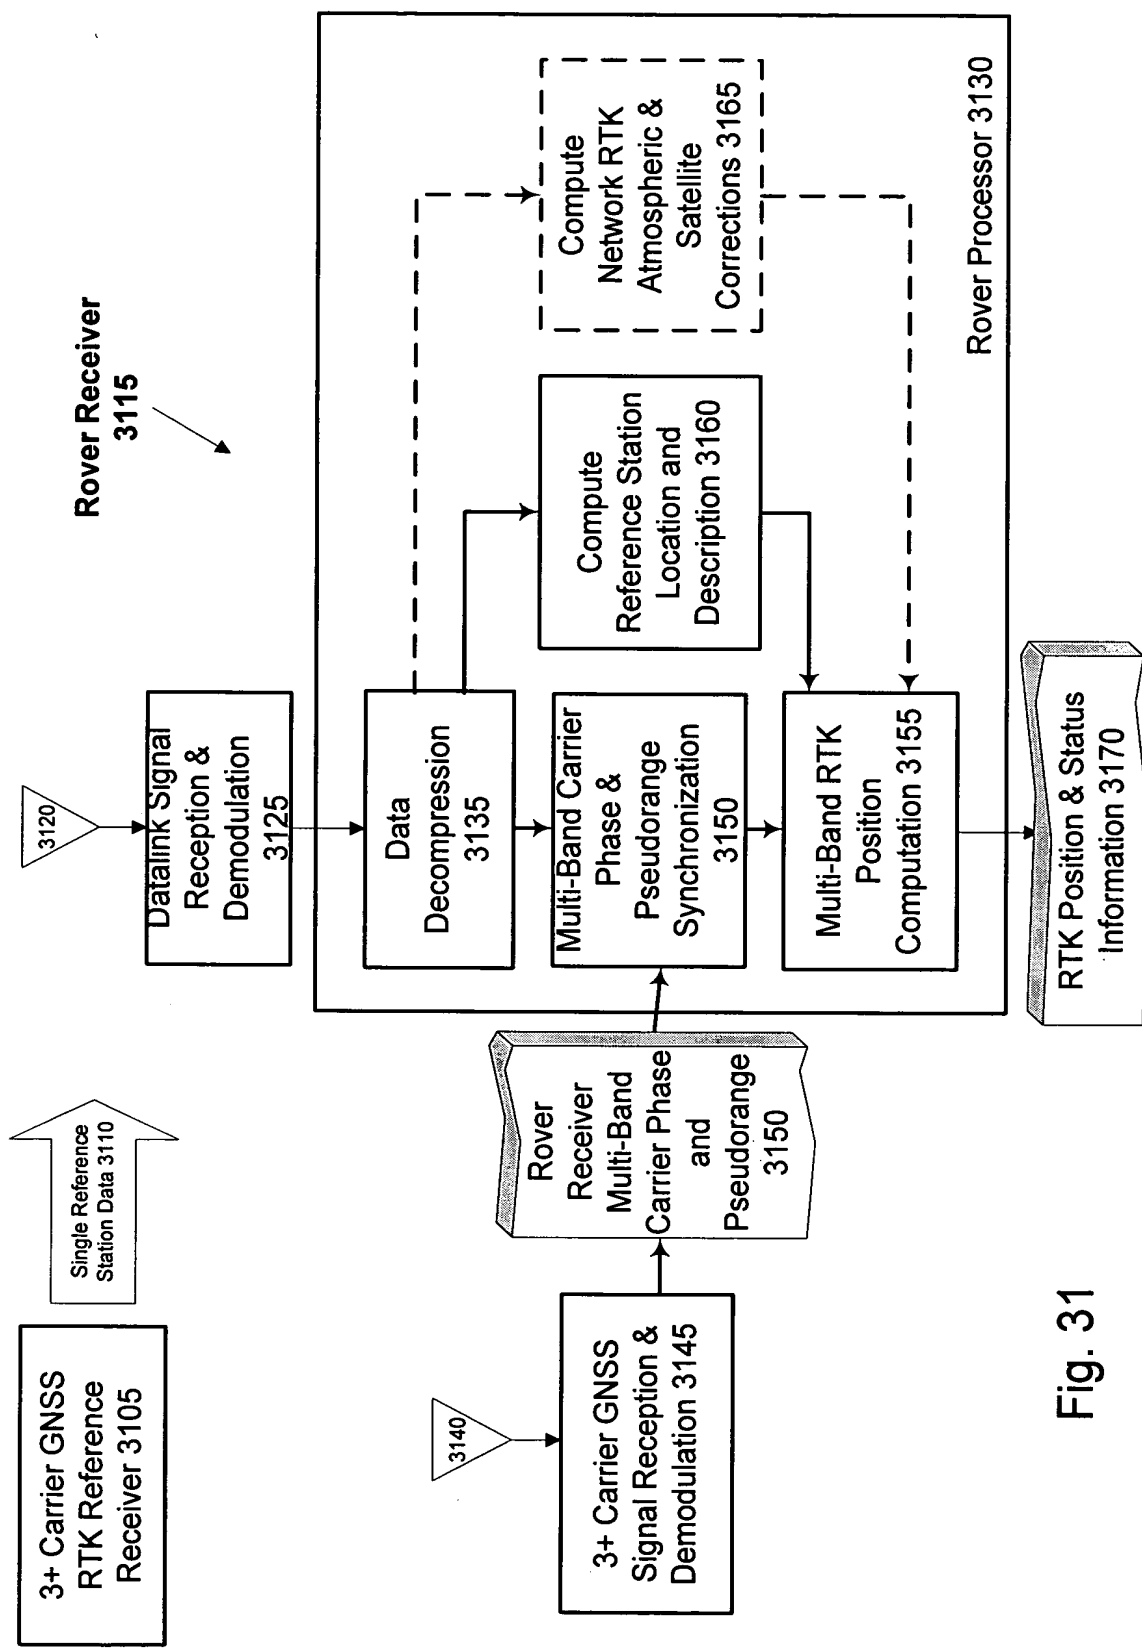 3+ Carrier GNSS
RTK Reference
Receiver 3105
Single Reference
Station Data 3110
Rover Receiver
3115
3120
Datalink Signal
Reception &
Demodulation
3125
Data
Decompression
3135
Compute
Network RTK
Atmospheric &
Satellite
Corrections 3165
Compute
Reference Station
Location and
Description 3160
3140
3+ Carrier GNSS
Signal Reception &
Demodulation 3145
Rover
Receiver
Multi-Band
Carrier Phase
and
Pseudorange
3150
Multi-Band Carrier
Phase &
Pseudorange
Synchronization
3150
Multi-Band RTK
Position
Computation 3155
Rover Processor 3130
RTK Position & Status
Information 3170
Fig. 31